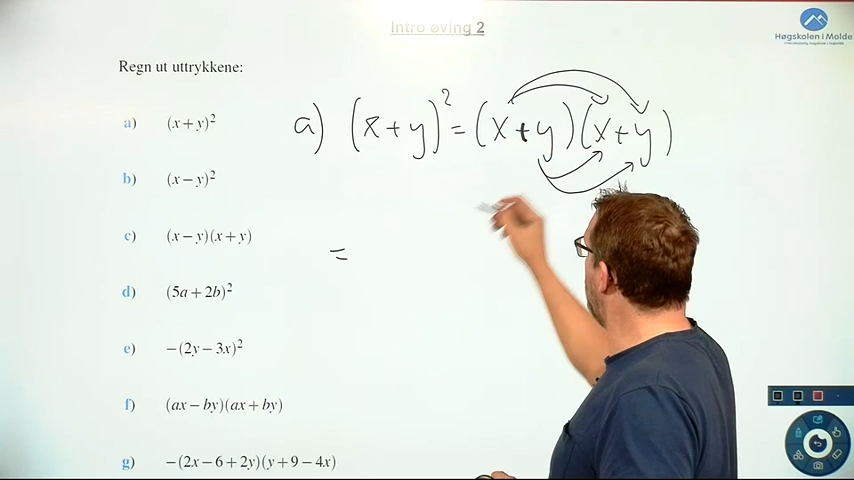 Intro øving 2
Høgskolen i Molde
Regn ut uttrykkene:
a) (x+y)² = (x+y)(x+y)
=
a) (x + y)²
b) (x − y)²
c) (x − y)(x + y)
d) (5a + 2b)²
e) −(2y − 3x)²
f) (ax − by)(ax + by)
g) −(2x − 6 + 2y)(y + 9 − 4x)